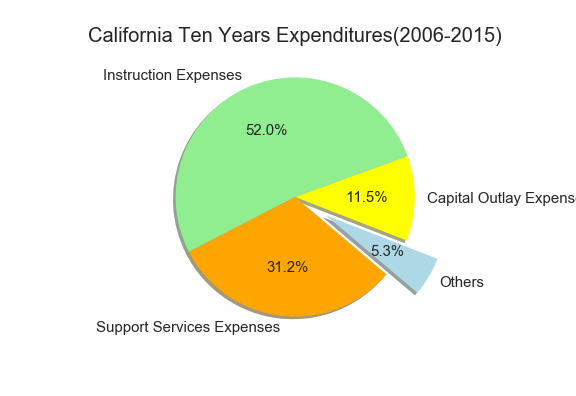 California Ten Years Expenditures(2006-2015)
Instruction Expenses
52.0%
11.5%
Capital Outlay Expens
5.3%
31.2%
Others
Support Services Expenses